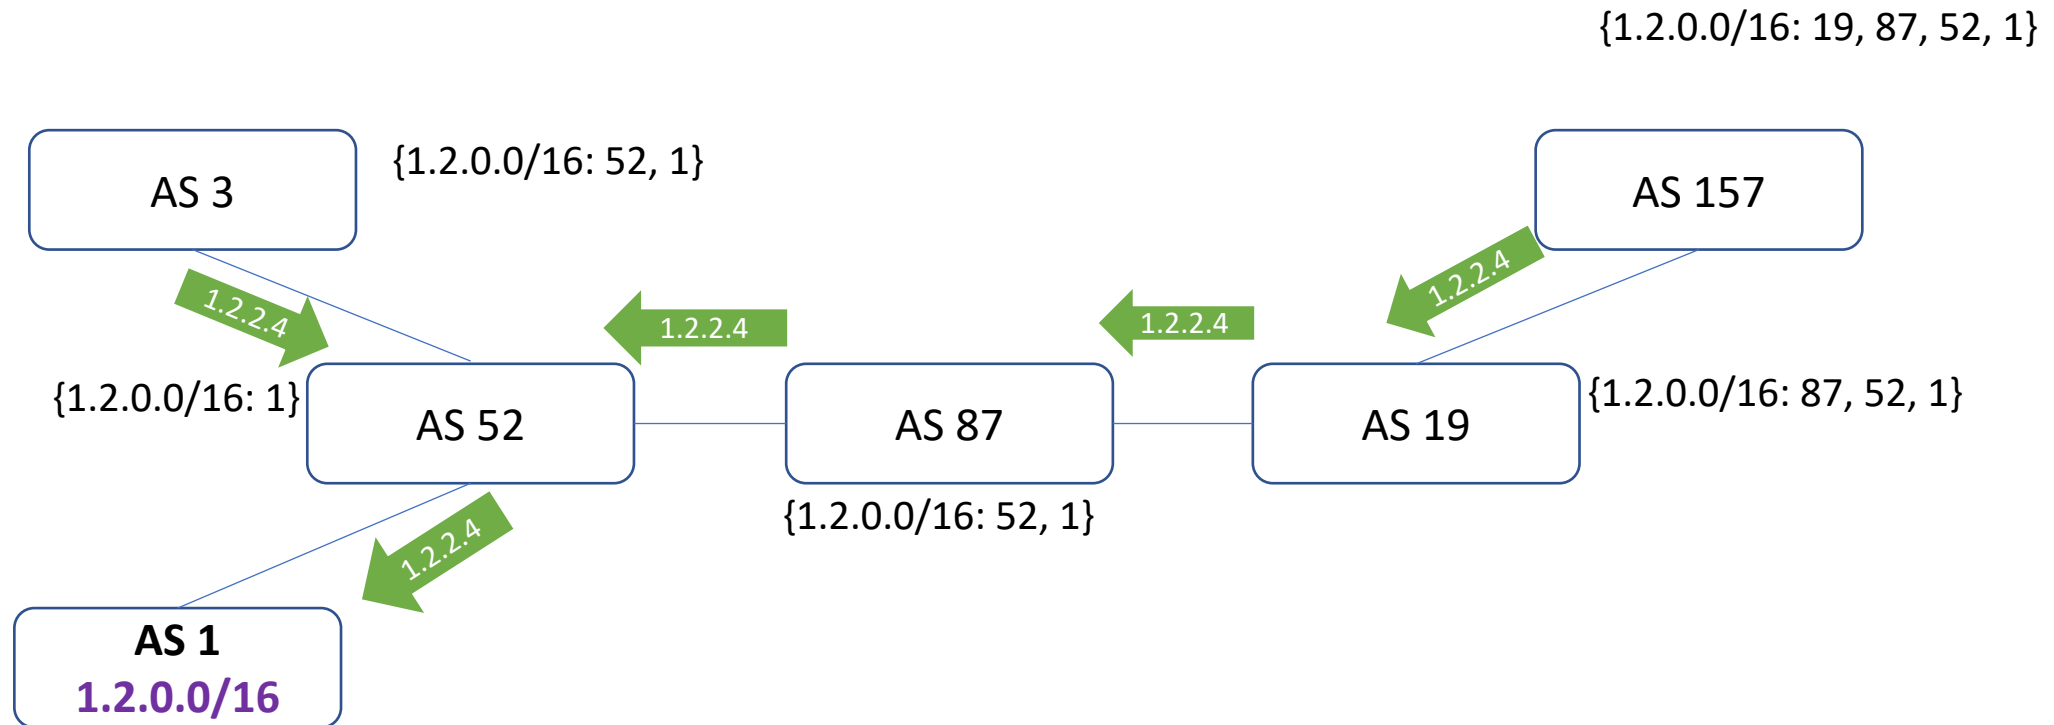 {1.2.0.0/16: 19, 87, 52, 1}
AS 3
{1.2.0.0/16: 52, 1}
AS 157
1.2.2.4
1.2.2.4
1.2.2.4
1.2.2.4
{1.2.0.0/16: 1}
AS 52
AS 87
AS 19
{1.2.0.0/16: 87, 52, 1}
{1.2.0.0/16: 52, 1}
1.2.2.4
AS 1
1.2.0.0/16